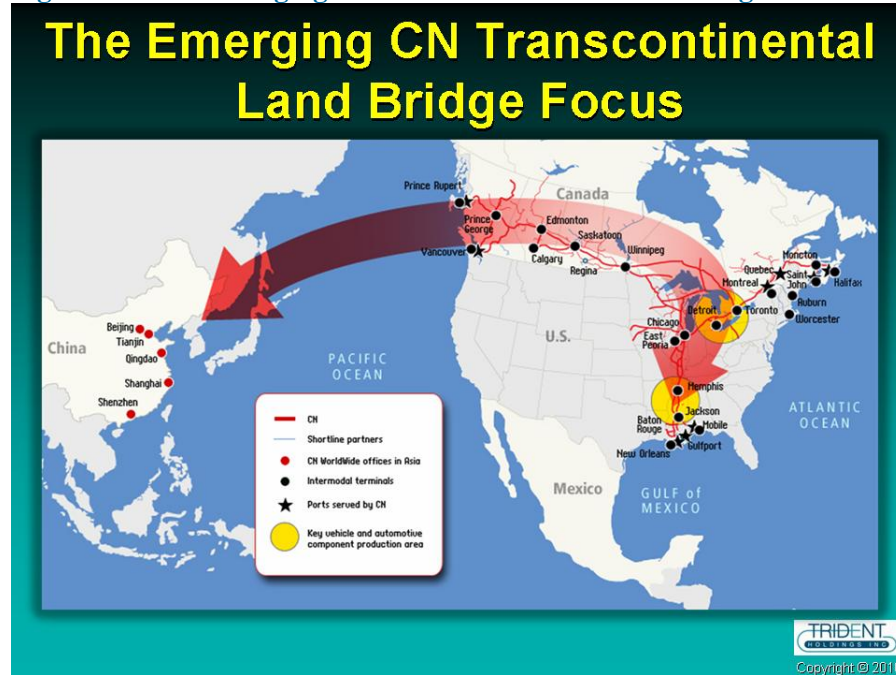 The Emerging CN Transcontinental
Land Bridge Focus
Prince Rupert
Canada
Prince
George
Edmonton
Saskatoon
Vancouver
Calgary
Regina
Winnipeg
Moncton
Quebec
Saint
John
Montreal
Halifax
Detroit
Toronto
Auburn
Worcester
Chicago
East
Peoria
U.S.
Beijing
Tianjin
China
Qingdao
Shanghai
Shenzhen
PACIFIC
OCEAN
Memphis
Jackson
Baton
Rouge
Mobile
Gulfport
New Orleans
ATLANTIC
OCEAN
Mexico
GULF of
MEXICO
CN
Shortline partners
CN WorldWide offices in Asia
Intermodal terminals
Ports served by CN
Key vehicle and automotive
component production area
TRIDENT
HOLDINGS INC
Copyright © 201